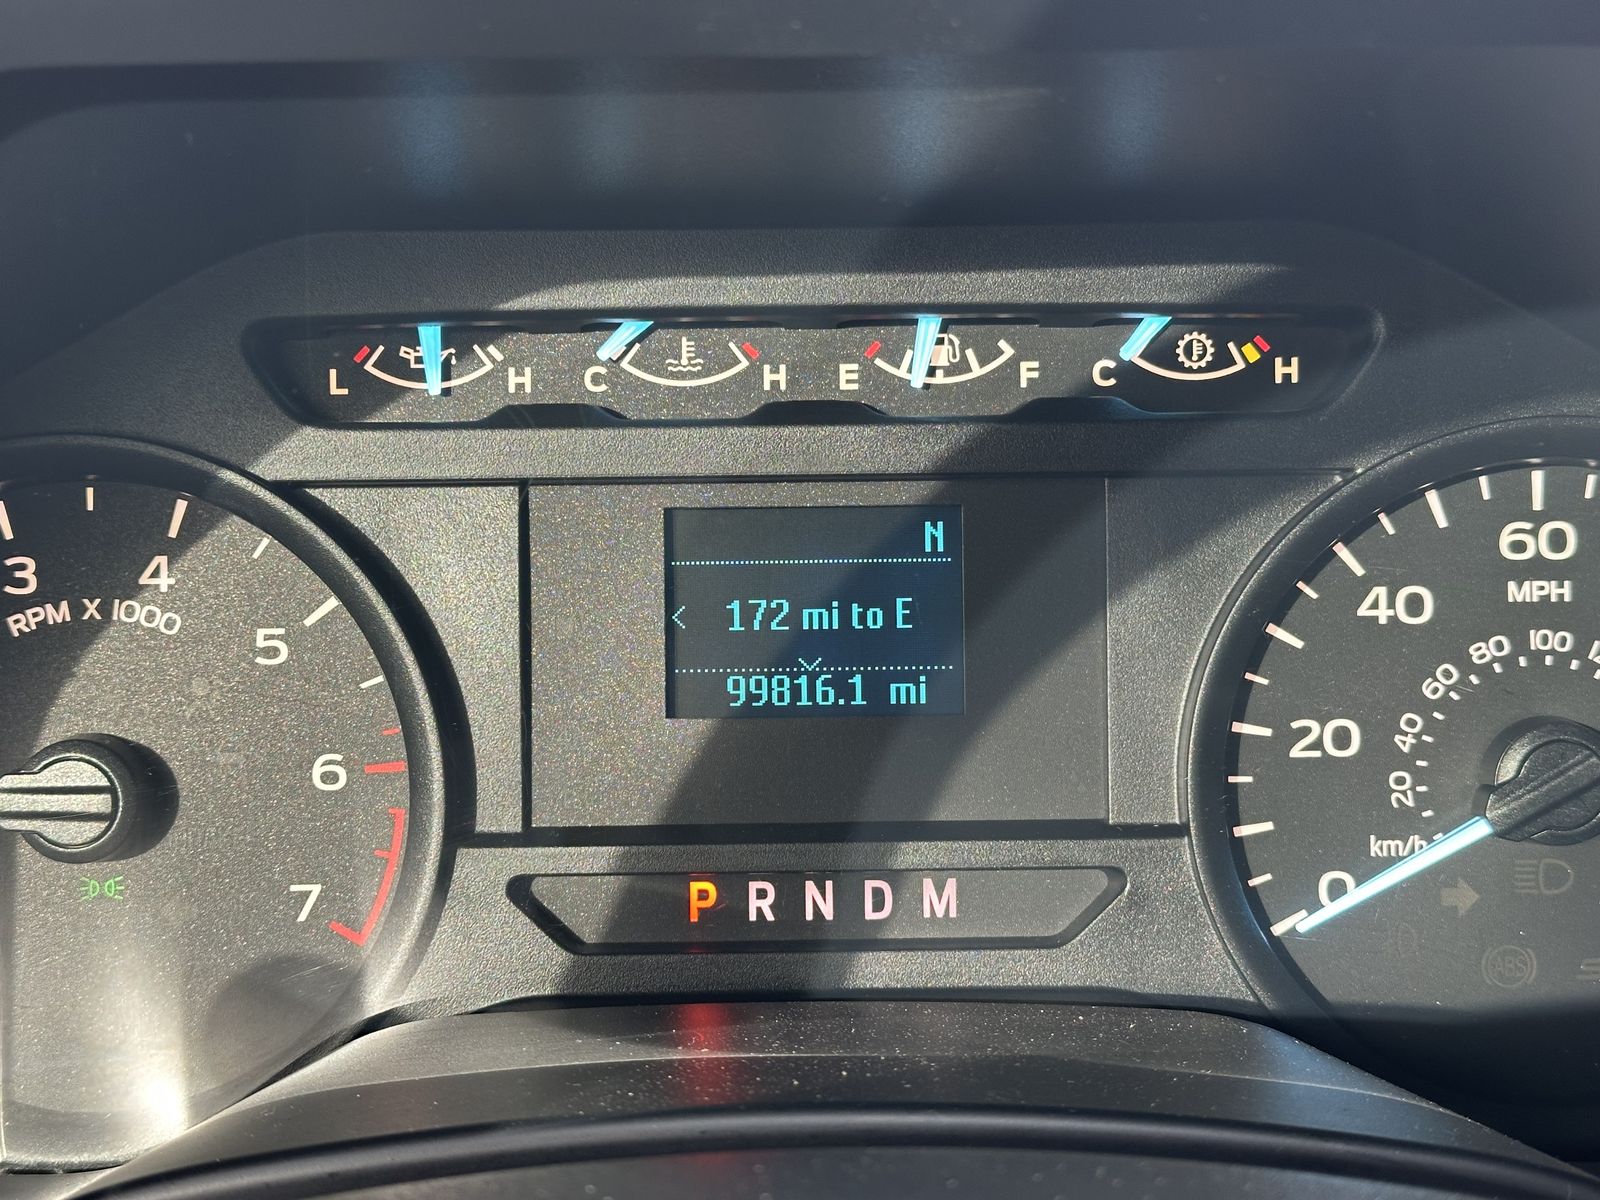 L H C H E F C H
N
172 mi to E
99816.1 mi
3 4 5 6 7
RPM X 1000
P R N D M
0 20 40 60
MPH
20 40 60 80 100
km/h
ABS